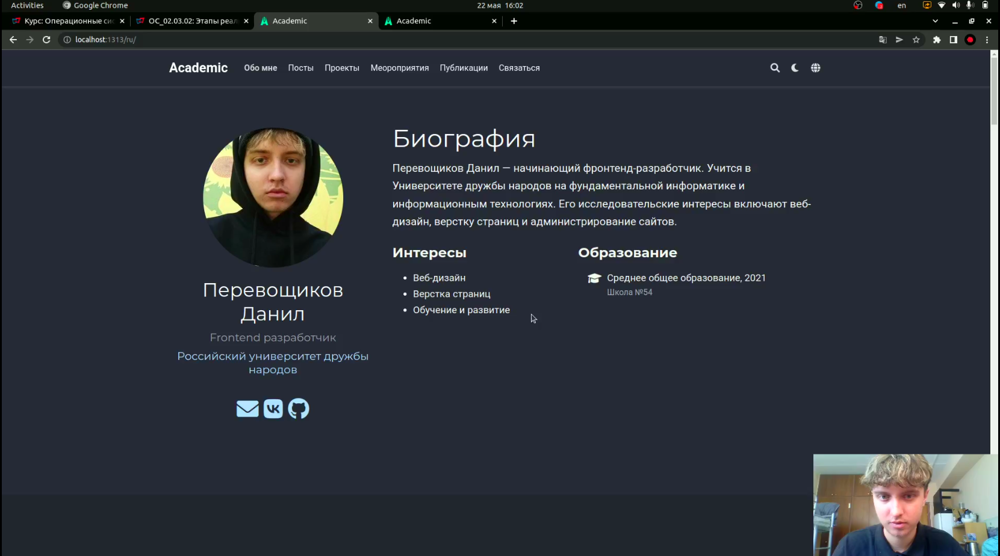 Activities
Google Chrome
22 мая 16:02
en
Курс: Операционные сис
ОС_02.03.02: Этапы реал
Academic
Academic
localhost:1313/ru/
Academic
Обо мне
Посты
Проекты
Меороприятия
Публикации
Связаться
Биография
Перевощиков Данил — начинающий фронтенд-разработчик. Учится в
Университете дружбы народов на фундаментальной информатике и
информационным технологиях. Его исследовательские интересы включают веб-
дизайн, верстку страниц и администрирование сайтов.
Интересы
Веб-дизайн
Верстка страниц
Обучение и развитие
Образование
Среднее общее образование, 2021
Школа №54
Перевощиков
Данил
Frontend разработчик
Российский университет дружбы
народов